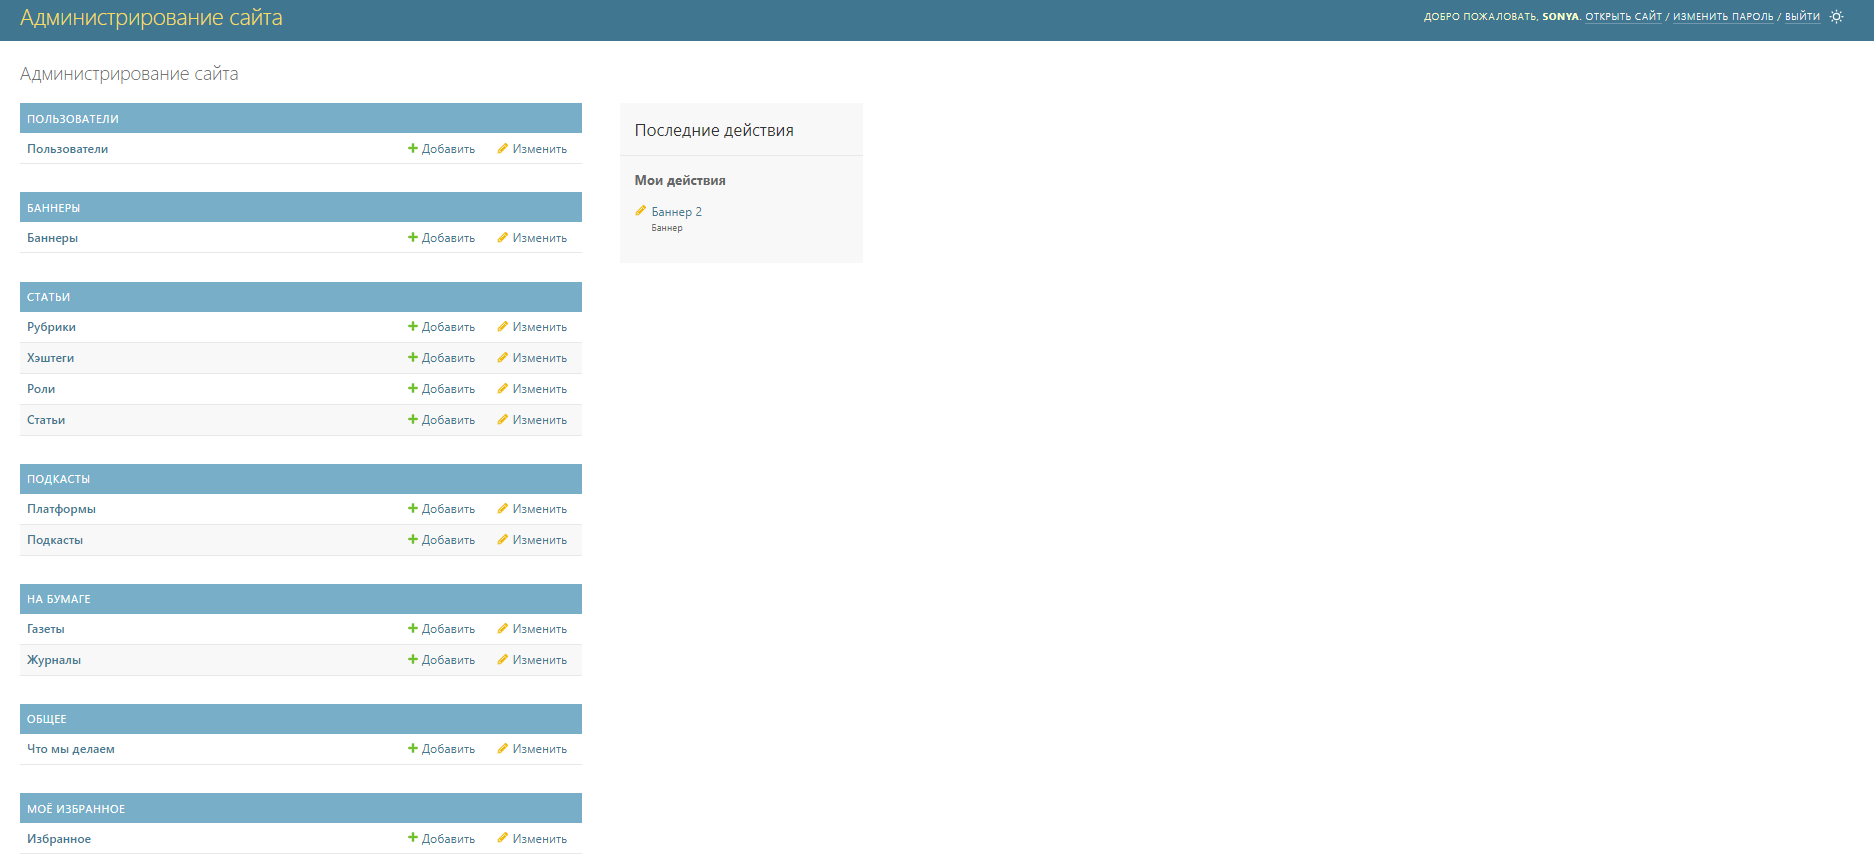 Администрирование сайта
ДОБРО ПОЖАЛОВАТЬ, SONYA. ОТКРЫТЬ САЙТ / ИЗМЕНИТЬ ПАРОЛЬ / ВЫЙТИ
Администрирование сайта
ПОЛЬЗОВАТЕЛИ
Пользователи Добавить Изменить
БАННЕРЫ
Баннеры Добавить Изменить
СТАТЬИ
Рубрики Добавить Изменить
Хэштеги Добавить Изменить
Роли Добавить Изменить
Статьи Добавить Изменить
ПОДКАСТЫ
Платформы Добавить Изменить
Подкасты Добавить Изменить
НА БУМАГЕ
Газеты Добавить Изменить
Журналы Добавить Изменить
ОБЩЕЕ
Что мы делаем Добавить Изменить
МОЁ ИЗБРАННОЕ
Избранное Добавить Изменить
Последние действия
Мои действия
Баннер 2
Баннер